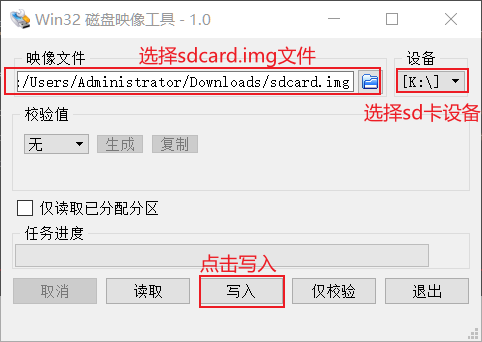 Win32 磁盘映像工具 - 1.0
映像文件
选择sdcard.img文件
设备
:/Users/Administrator/Downloads/sdcard.img
[K:\]
选择sd卡设备
校验值
无
生成
复制
仅读取已分配分区
任务进度
点击写入
取消
读取
写入
仅校验
退出